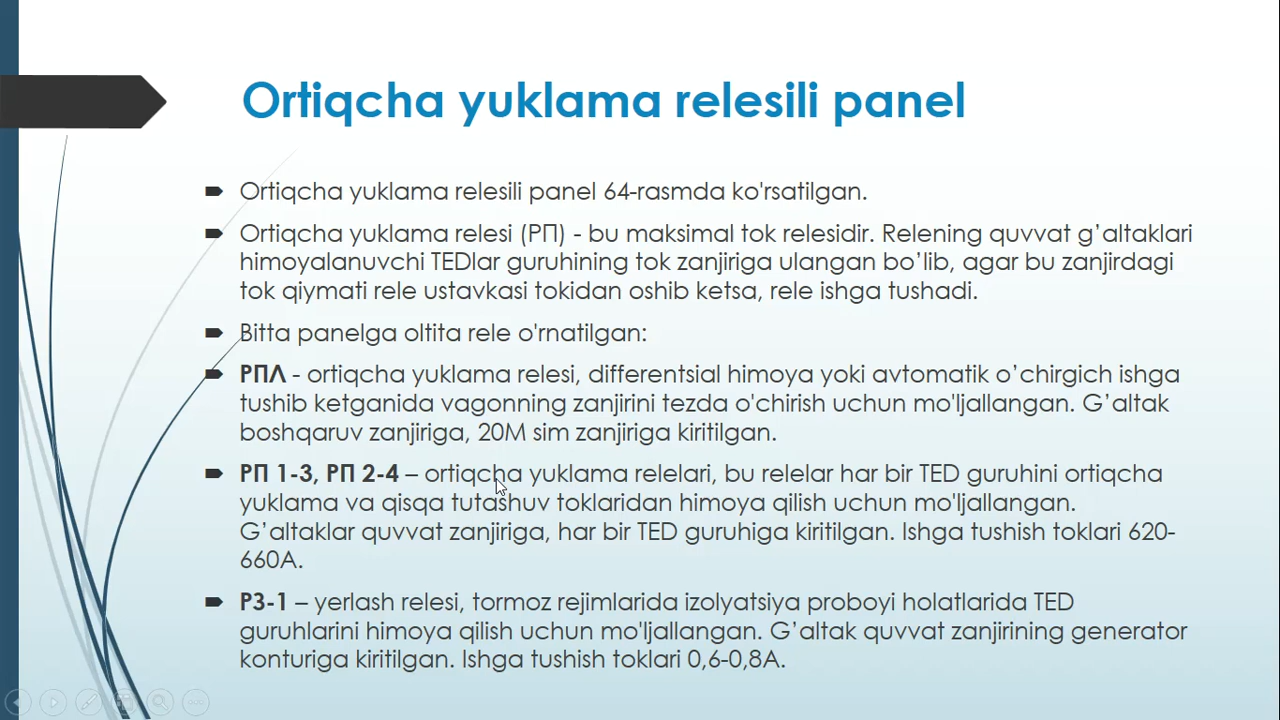 Ortiqcha yuklama relesili panel
Ortiqcha yuklama relesili panel 64-rasmda ko'rsatilgan.
Ortiqcha yuklama relesi (РП) - bu maksimal tok relesidir. Relening quvvat g’altaklari
himoyalanuvchi TEDlar guruhining tok zanjiriga ulangan bo’lib, agar bu zanjirdagi
tok qiymati rele ustavkasi tokidan oshib ketsa, rele ishga tushadi.
Bitta panelga oltita rele o'rnatilgan:
РПЛ - ortiqcha yuklama relesi, differentsial himoya yoki avtomatik o’chirgich ishga
tushib ketganida vagonning zanjirini tezda o'chirish uchun mo'ljallangan. G’altak
boshqaruv zanjiriga, 20M sim zanjiriga kiritilgan.
РП 1-3, РП 2-4 – ortiqcha yuklama relelari, bu relelar har bir TED guruhini ortiqcha
yuklama va qisqa tutashuv toklaridan himoya qilish uchun mo'ljallangan.
G’altaklar quvvat zanjiriga, har bir TED guruhiga kiritilgan. Ishga tushish toklari 620-
660A.
РЗ-1 – yerlash relesi, tormoz rejimlarida izolyatsiya proboyi holatlarida TED
guruhlarini himoya qilish uchun mo'ljallangan. G’altak quvvat zanjirining generator
konturiga kiritilgan. Ishga tushish toklari 0,6-0,8A.